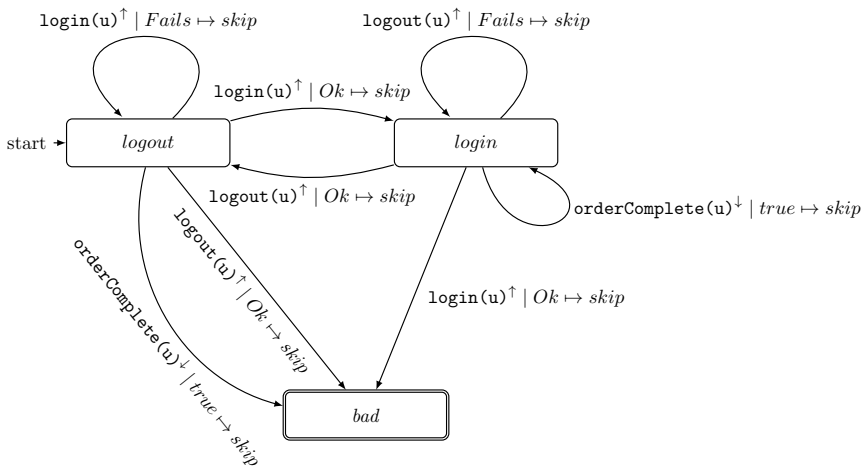 login(u)↑ | Fails ↦ skip
logout(u)↑ | Fails ↦ skip
login(u)↑ | Ok ↦ skip
start
logout
login
logout(u)↑ | Ok ↦ skip
orderComplete(u)↓ | true ↦ skip
logout(u)↑ | Ok ↦ skip
orderComplete(u)↓ | true ↦ skip
login(u)↑ | Ok ↦ skip
bad